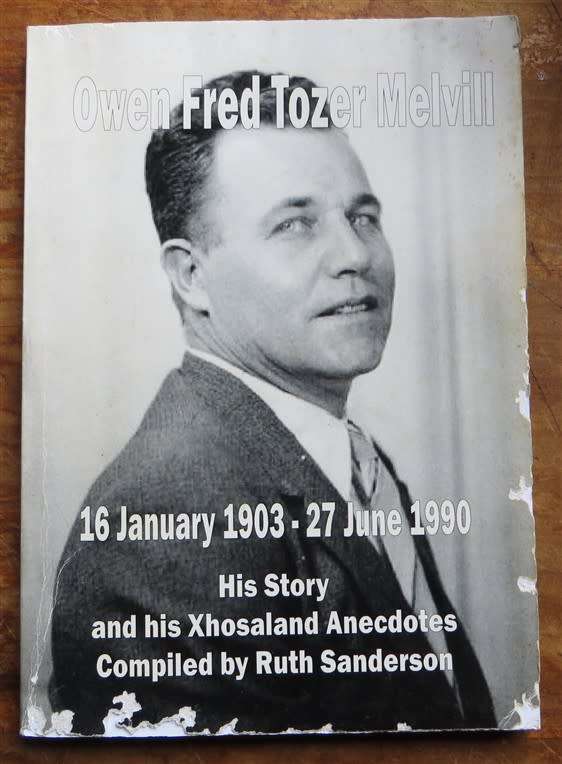 Owen Fred Tozer Melvill
16 January 1903 - 27 June 1990
His Story
and his Xhosaland Anecdotes
Compiled by Ruth Sanderson